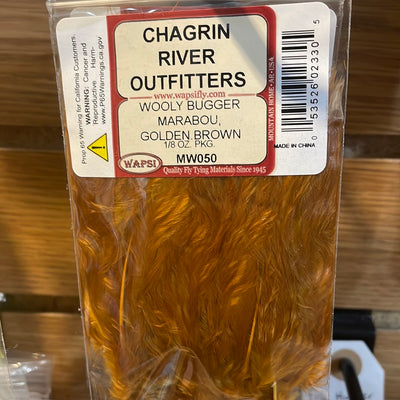 CHAGRIN
RIVER
OUTFITTERS
www.wapsifly.com
WOOLY BUGGER
MARABOU,
GOLDEN BROWN
1/8 OZ. PKG.
WAPSI
MW050
Quality Fly Tying Materials Since 1945
MOUNTAIN HOME-AR-USA
0 53526 02330 5
MADE IN CHINA
Prop 65 Warning for California Customers.
WARNING: Cancer and
Reproductive Harm-
www.P65Warnings.ca.gov